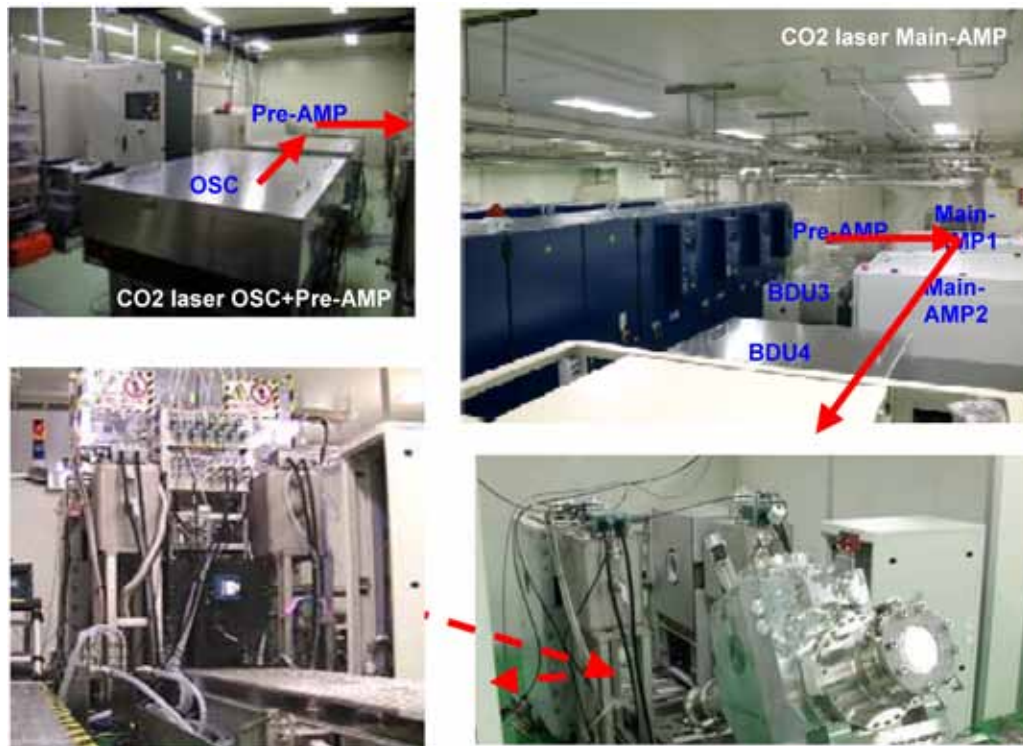 Pre-AMP
OSC
CO2 laser OSC+Pre-AMP
CO2 laser Main-AMP
Pre-AMP
Main-
AMP1
BDU3
Main-
AMP2
BDU4